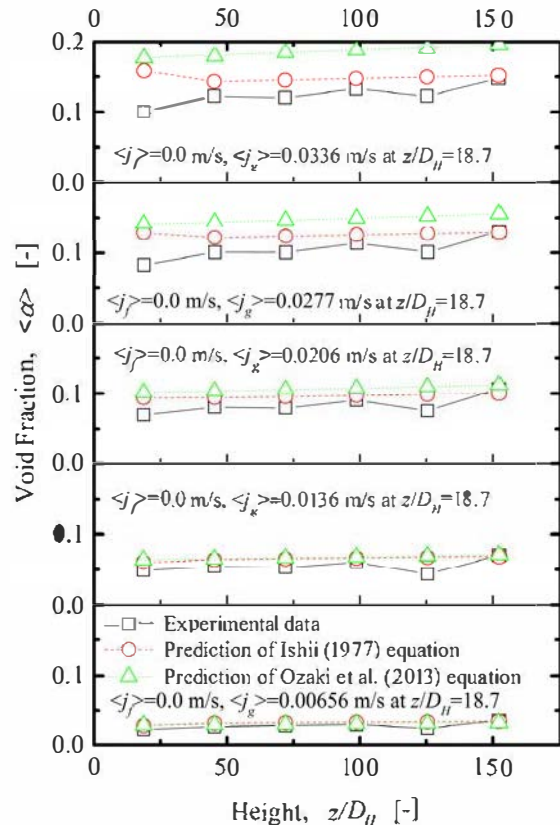 0 50 100 150
0.2
0.1
<j_f>=0.0 m/s, <j_g>=0.0336 m/s at z/D_H=18.7
0.0
0.1
<j_f>=0.0 m/s, <j_g>=0.0277 m/s at z/D_H=18.7
0.0
<j_f>=0.0 m/s, <j_g>=0.0206 m/s at z/D_H=18.7
0.1
0.0
<j_f>=0.0 m/s, <j_g>=0.0136 m/s at z/D_H=18.7
0.1
0.0
Experimental data
Prediction of Ishii (1977) equation
0.1
Prediction of Ozaki et al. (2013) equation
<j_f>=0.0 m/s, <j_g>=0.00656 m/s at z/D_H=18.7
0.0
0 50 100 150
Height, z/D_H [-]
Void Fraction, <α> [-]